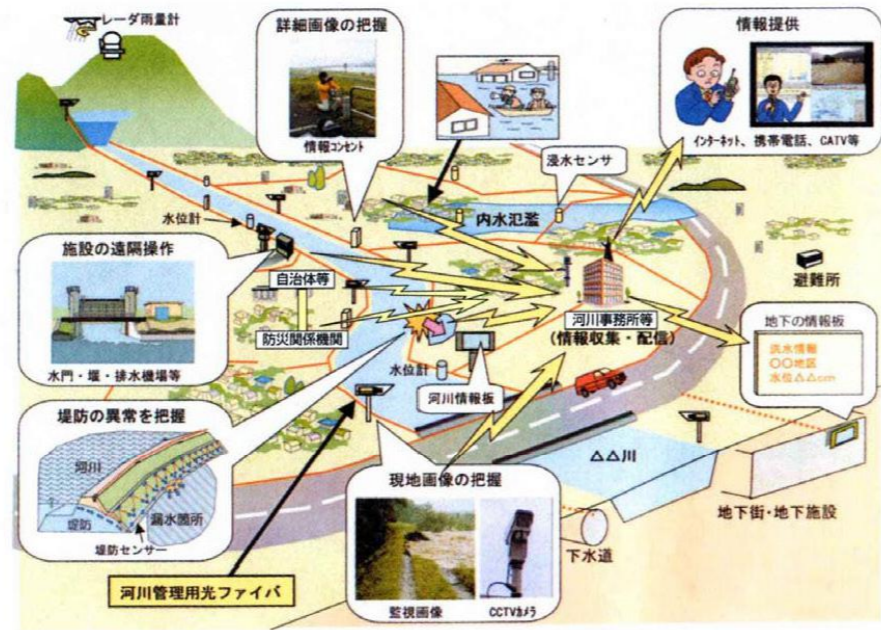 レーダ雨量計
詳細画像の把握
情報コンセント
情報提供
インターネット、携帯電話、CATV等
浸水センサ
内水氾濫
水位計
施設の遠隔操作
水門・堰・排水機場等
自治体等
防災関係機関
避難所
河川事務所等
(情報収集・配信)
地下の情報板
洪水情報
〇〇地区
水位△△cm
水位計
河川情報板
堤防の異常を把握
河川
堤防
漏水箇所
堤防センサー
現地画像の把握
監視画像
CCTVカメラ
△△川
下水道
地下街・地下施設
河川管理用光ファイバ